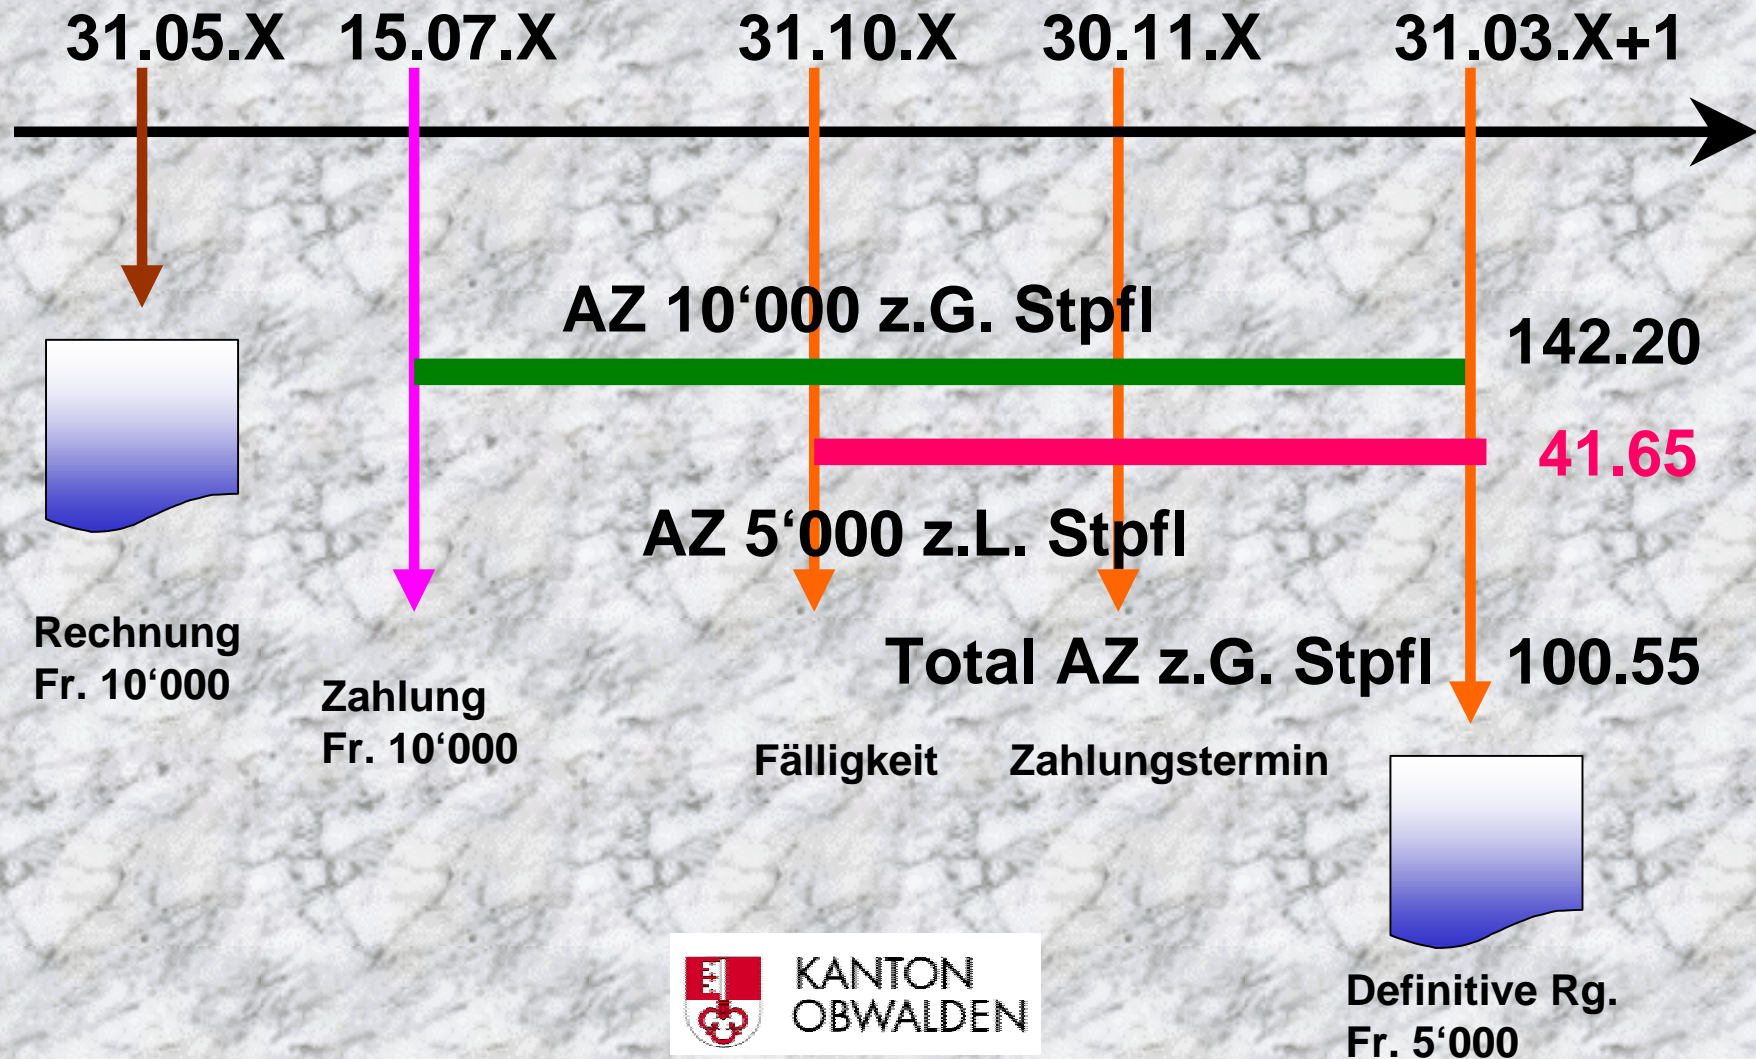 31.05.X 15.07.X 31.10.X 30.11.X 31.03.X+1
AZ 10‘000 z.G. Stpfl
142.20
41.65
AZ 5‘000 z.L. Stpfl
Rechnung
Fr. 10‘000
Zahlung
Fr. 10‘000
Total AZ z.G. Stpfl 100.55
Fälligkeit
Zahlungstermin
Definitive Rg.
Fr. 5‘000
KANTON
OBWALDEN